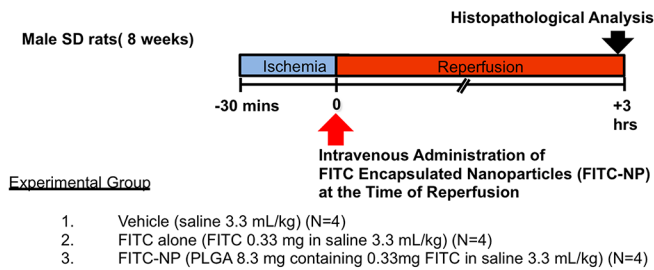 Histopathological Analysis
Male SD rats( 8 weeks)
Ischemia
Reperfusion
-30 mins
0
+3
hrs
Intravenous Administration of
FITC Encapsulated Nanoparticles (FITC-NP)
at the Time of Reperfusion
Experimental Group
1. Vehicle (saline 3.3 mL/kg) (N=4)
2. FITC alone (FITC 0.33 mg in saline 3.3 mL/kg) (N=4)
3. FITC-NP (PLGA 8.3 mg containing 0.33mg FITC in saline 3.3 mL/kg) (N=4)